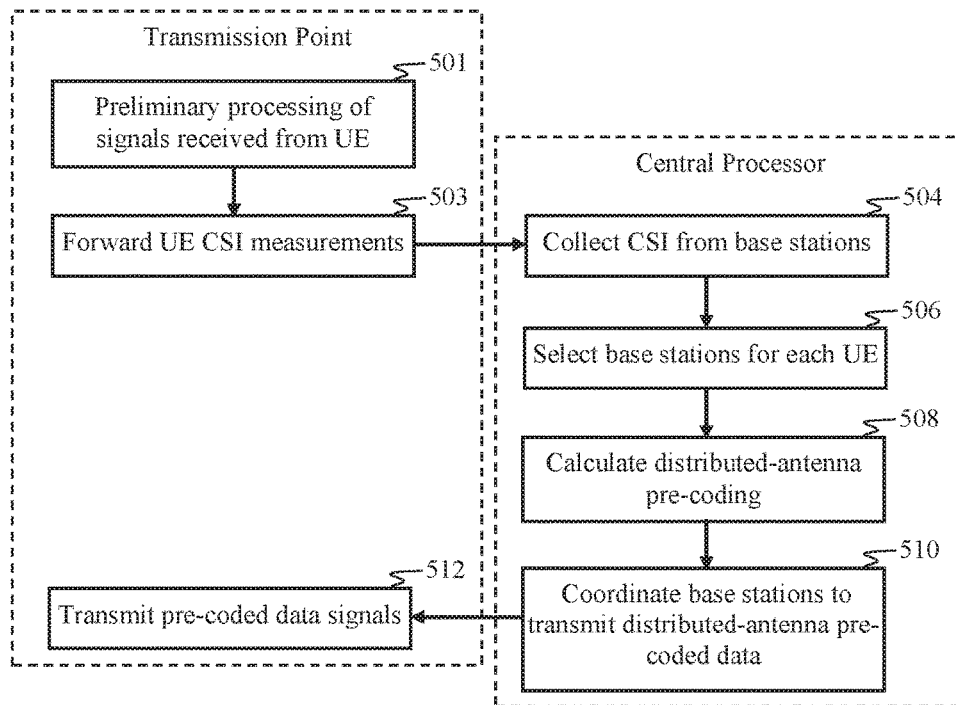 Transmission Point
501
Preliminary processing of
signals received from UE
503
Forward UE CSI measurements
Central Processor
504
Collect CSI from base stations
506
Select base stations for each UE
508
Calculate distributed-antenna
pre-coding
510
Coordinate base stations to
transmit distributed-antenna pre-
coded data
512
Transmit pre-coded data signals